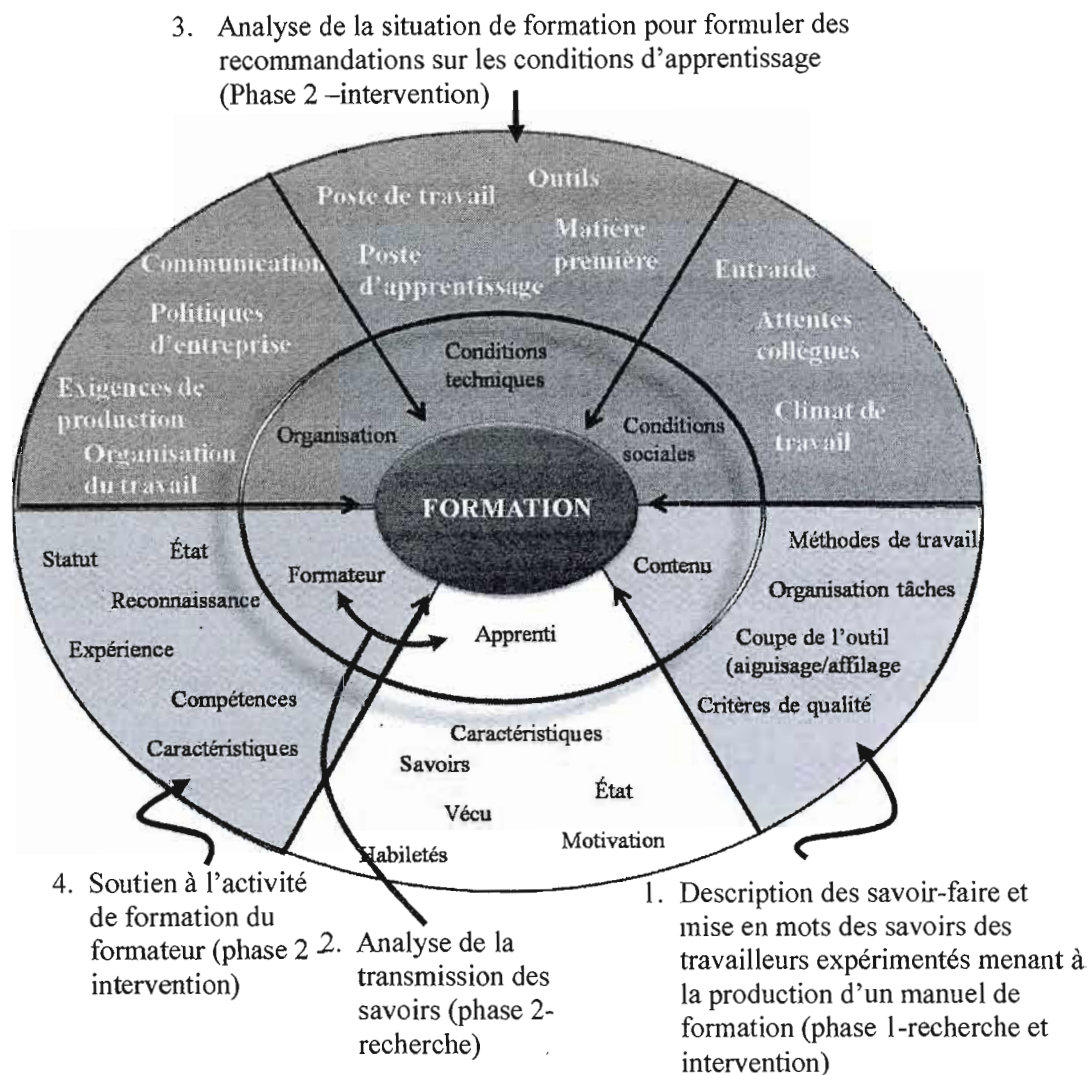 3. Analyse de la situation de formation pour formuler des
recommandations sur les conditions d'apprentissage
(Phase 2 –intervention)
Outils
Poste de travail
Matière
première
Poste
d'apprentissage
Communication
Entraide
Politiques
d'entreprise
Attentes
collègues
Conditions
techniques
Exigences de
production
Climat de
travail
Organisation
Conditions
sociales
Organisation
du travail
FORMATION
Statut
État
Méthodes de travail
Formateur
Contenu
Reconnaissance
Organisation tâches
Apprenti
Expérience
Coupe de l'outil
(aiguisage/affilage
Compétences
Critères de qualité
Caractéristiques
Caractéristiques
Savoirs
État
Vécu
Motivation
Habiletés
4. Soutien à l'activité
de formation du
formateur (phase 2 -
intervention)
2. Analyse de la
transmission des
savoirs (phase 2-
recherche)
1. Description des savoir-faire et
mise en mots des savoirs des
travailleurs expérimentés menant à
la production d'un manuel de
formation (phase 1-recherche et
intervention)